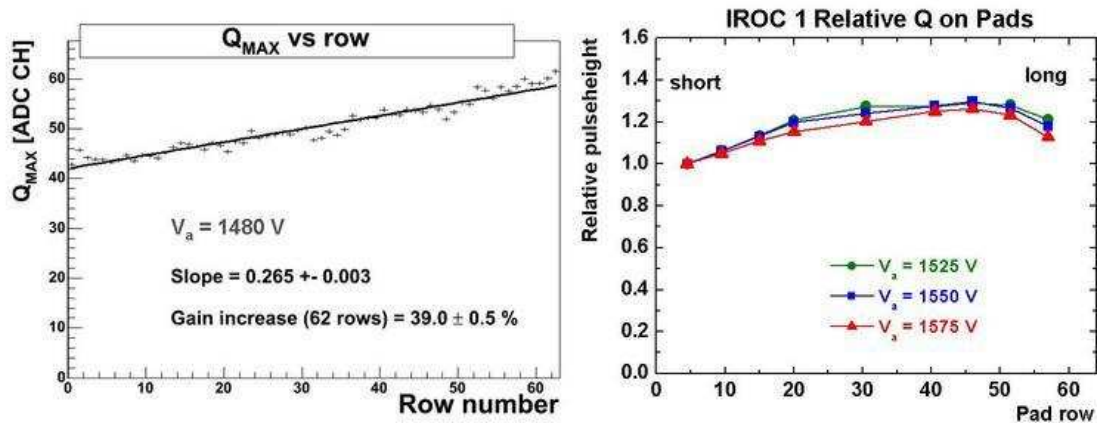 Q_MAX vs row
Q_MAX [ADC CH]
60
50
40
30
20
10
0
V_a = 1480 V
Slope = 0.265 +- 0.003
Gain increase (62 rows) = 39.0 ± 0.5 %
0 10 20 30 40 50 60
Row number
IROC 1 Relative Q on Pads
Relative pulseheight
1.6
1.4
1.2
1.0
0.8
0.6
0.4
0.2
0.0
short
long
V_a = 1525 V
V_a = 1550 V
V_a = 1575 V
0 10 20 30 40 50 60
Pad row